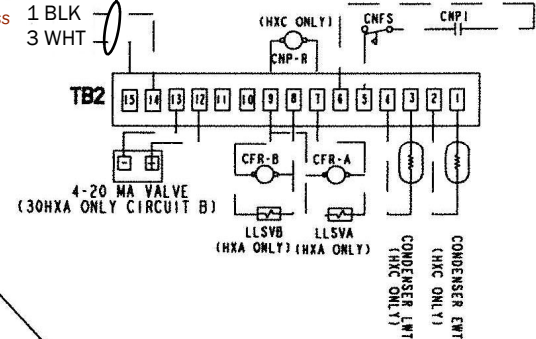 ss
1 BLK
3 WHT
(HXC ONLY)
CNP-R
CNFS
CNPI
TB2
15 14 13 12 11 10 9 8 7 6 5 4 3 2 1
- +
4-20 MA VALVE
(30HXA ONLY CIRCUIT B)
CFR-B
CFR-A
LLSVB
(HXA ONLY)
LLSVA
(HXA ONLY)
CONDENSER LWT
(HXC ONLY)
CONDENSER EWT
(HXC ONLY)